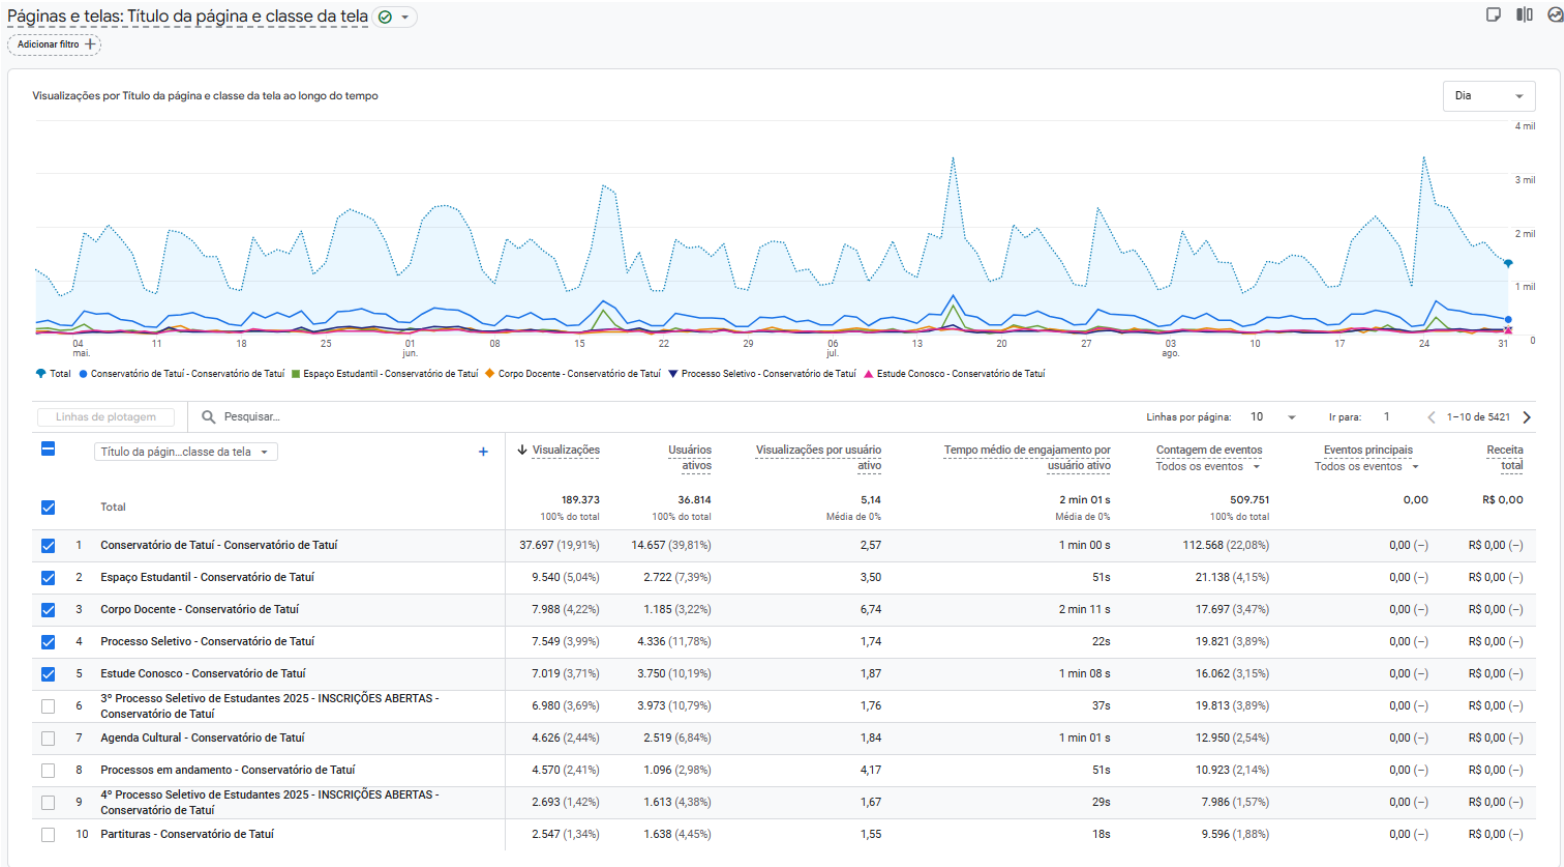 Páginas e telas: Título da página e classe da tela
Adicionar filtro +
Visualizações por Título da página e classe da tela ao longo do tempo
Dia
4 mil
3 mil
2 mil
1 mil
0
04 11 18 25 01 08 15 22 29 06 13 20 27 03 10 17 24 31
mai. jun. jul. ago.
Total Conservatório de Tatuí - Conservatório de Tatuí Espaço Estudantil - Conservatório de Tatuí Corpo Docente - Conservatório de Tatuí Processo Seletivo - Conservatório de Tatuí Estude Conosco - Conservatório de Tatuí
Linhas de plotagem Pesquisar... Linhas por página: 10 Ir para: 1 1–10 de 5421
Título da págin...classe da tela + Visualizações Usuários ativos Visualizações por usuário ativo Tempo médio de engajamento por usuário ativo Contagem de eventos Eventos principais Receita total
Todos os eventos Todos os eventos
Total 189.373 36.814 5,14 2 min 01 s 509.751 0,00 R$ 0,00
100% do total 100% do total Média de 0% Média de 0% 100% do total
1 Conservatório de Tatuí - Conservatório de Tatuí 37.697 (19,91%) 14.657 (39,81%) 2,57 1 min 00 s 112.568 (22,08%) 0,00 (–) R$ 0,00 (–)
2 Espaço Estudantil - Conservatório de Tatuí 9.540 (5,04%) 2.722 (7,39%) 3,50 51s 21.138 (4,15%) 0,00 (–) R$ 0,00 (–)
3 Corpo Docente - Conservatório de Tatuí 7.988 (4,22%) 1.185 (3,22%) 6,74 2 min 11 s 17.697 (3,47%) 0,00 (–) R$ 0,00 (–)
4 Processo Seletivo - Conservatório de Tatuí 7.549 (3,99%) 4.336 (11,78%) 1,74 22s 19.821 (3,89%) 0,00 (–) R$ 0,00 (–)
5 Estude Conosco - Conservatório de Tatuí 7.019 (3,71%) 3.750 (10,19%) 1,87 1 min 08 s 16.062 (3,15%) 0,00 (–) R$ 0,00 (–)
6 3º Processo Seletivo de Estudantes 2025 - INSCRIÇÕES ABERTAS -
Conservatório de Tatuí 6.980 (3,69%) 3.973 (10,79%) 1,76 37s 19.813 (3,89%) 0,00 (–) R$ 0,00 (–)
7 Agenda Cultural - Conservatório de Tatuí 4.626 (2,44%) 2.519 (6,84%) 1,84 1 min 01 s 12.950 (2,54%) 0,00 (–) R$ 0,00 (–)
8 Processos em andamento - Conservatório de Tatuí 4.570 (2,41%) 1.096 (2,98%) 4,17 51s 10.923 (2,14%) 0,00 (–) R$ 0,00 (–)
9 4º Processo Seletivo de Estudantes 2025 - INSCRIÇÕES ABERTAS -
Conservatório de Tatuí 2.693 (1,42%) 1.613 (4,38%) 1,67 29s 7.986 (1,57%) 0,00 (–) R$ 0,00 (–)
10 Partituras - Conservatório de Tatuí 2.547 (1,34%) 1.638 (4,45%) 1,55 18s 9.596 (1,88%) 0,00 (–) R$ 0,00 (–)